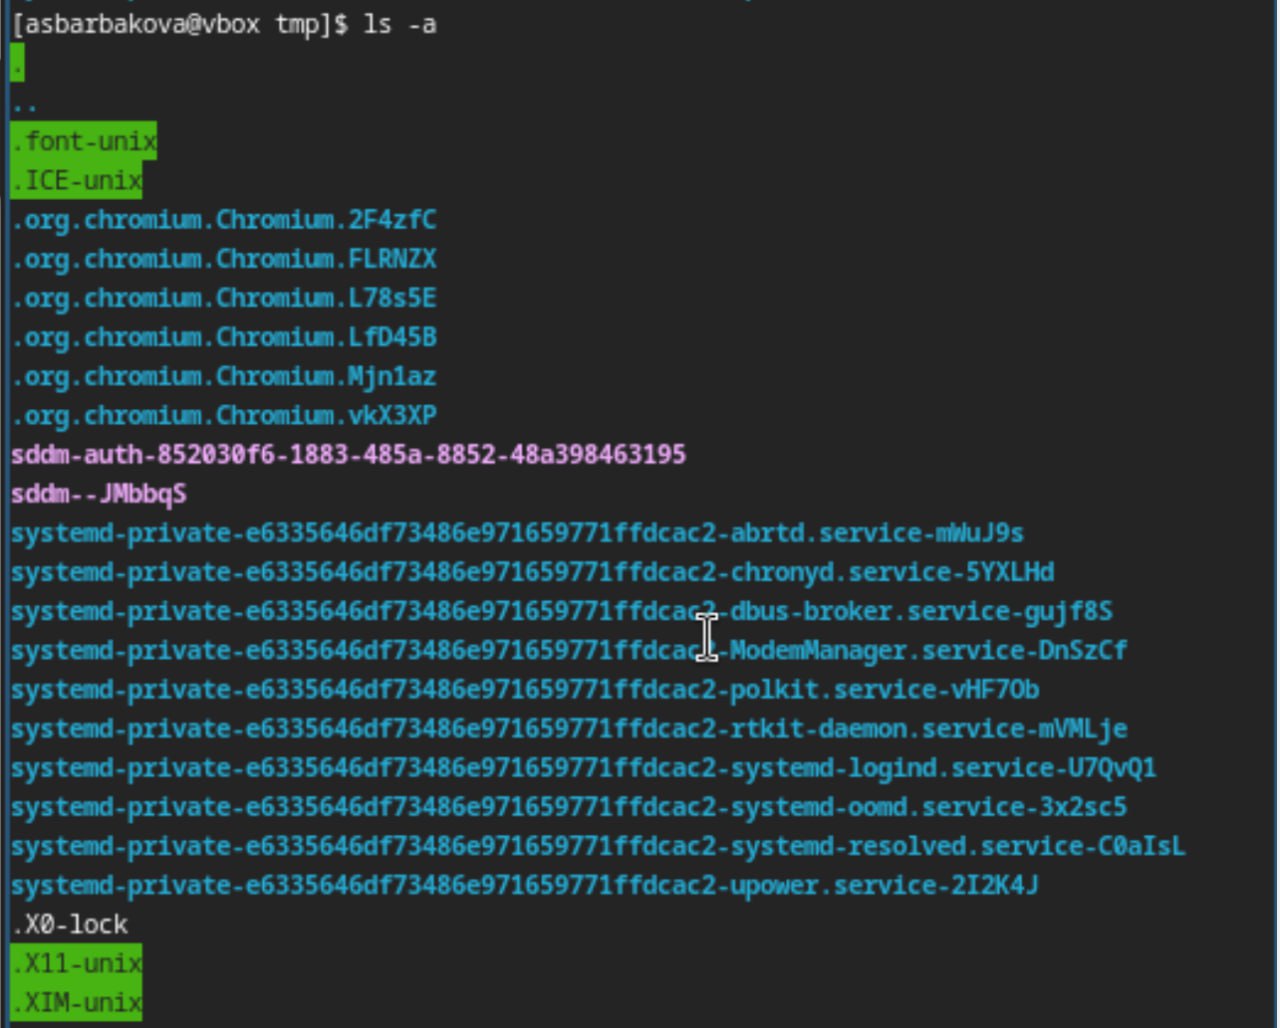 [asbarbakova@vbox tmp]$ ls -a
.
..
.font-unix
.ICE-unix
.org.chromium.Chromium.2F4zfC
.org.chromium.Chromium.FLRNZX
.org.chromium.Chromium.L78s5E
.org.chromium.Chromium.LfD45B
.org.chromium.Chromium.Mjn1az
.org.chromium.Chromium.vkX3XP
sddm-auth-852030f6-1883-485a-8852-48a398463195
sddm--JMbbqS
systemd-private-e6335646df73486e971659771ffdcac2-abrtd.service-mWuJ9s
systemd-private-e6335646df73486e971659771ffdcac2-chronyd.service-5YXLHd
systemd-private-e6335646df73486e971659771ffdcac2-dbus-broker.service-gujf8S
systemd-private-e6335646df73486e971659771ffdcac2-ModemManager.service-DnSzCf
systemd-private-e6335646df73486e971659771ffdcac2-polkit.service-vHF7Ob
systemd-private-e6335646df73486e971659771ffdcac2-rtkit-daemon.service-mVMLje
systemd-private-e6335646df73486e971659771ffdcac2-systemd-logind.service-U7QvQ1
systemd-private-e6335646df73486e971659771ffdcac2-systemd-oomd.service-3x2sc5
systemd-private-e6335646df73486e971659771ffdcac2-systemd-resolved.service-C0aIsL
systemd-private-e6335646df73486e971659771ffdcac2-upower.service-2I2K4J
.X0-lock
.X11-unix
.XIM-unix